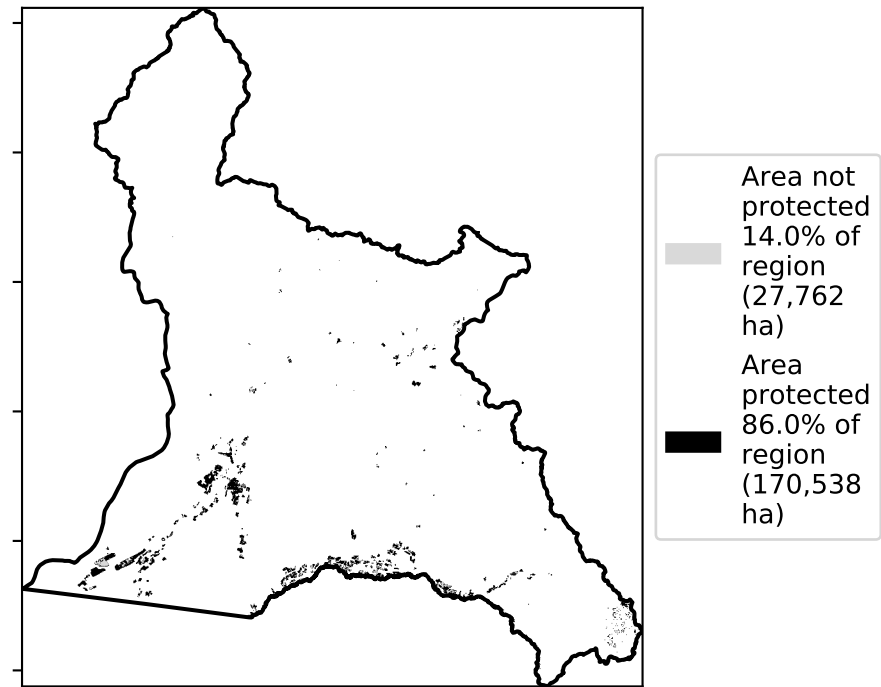 Area not
protected
14.0% of
region
(27,762
ha)
Area
protected
86.0% of
region
(170,538
ha)